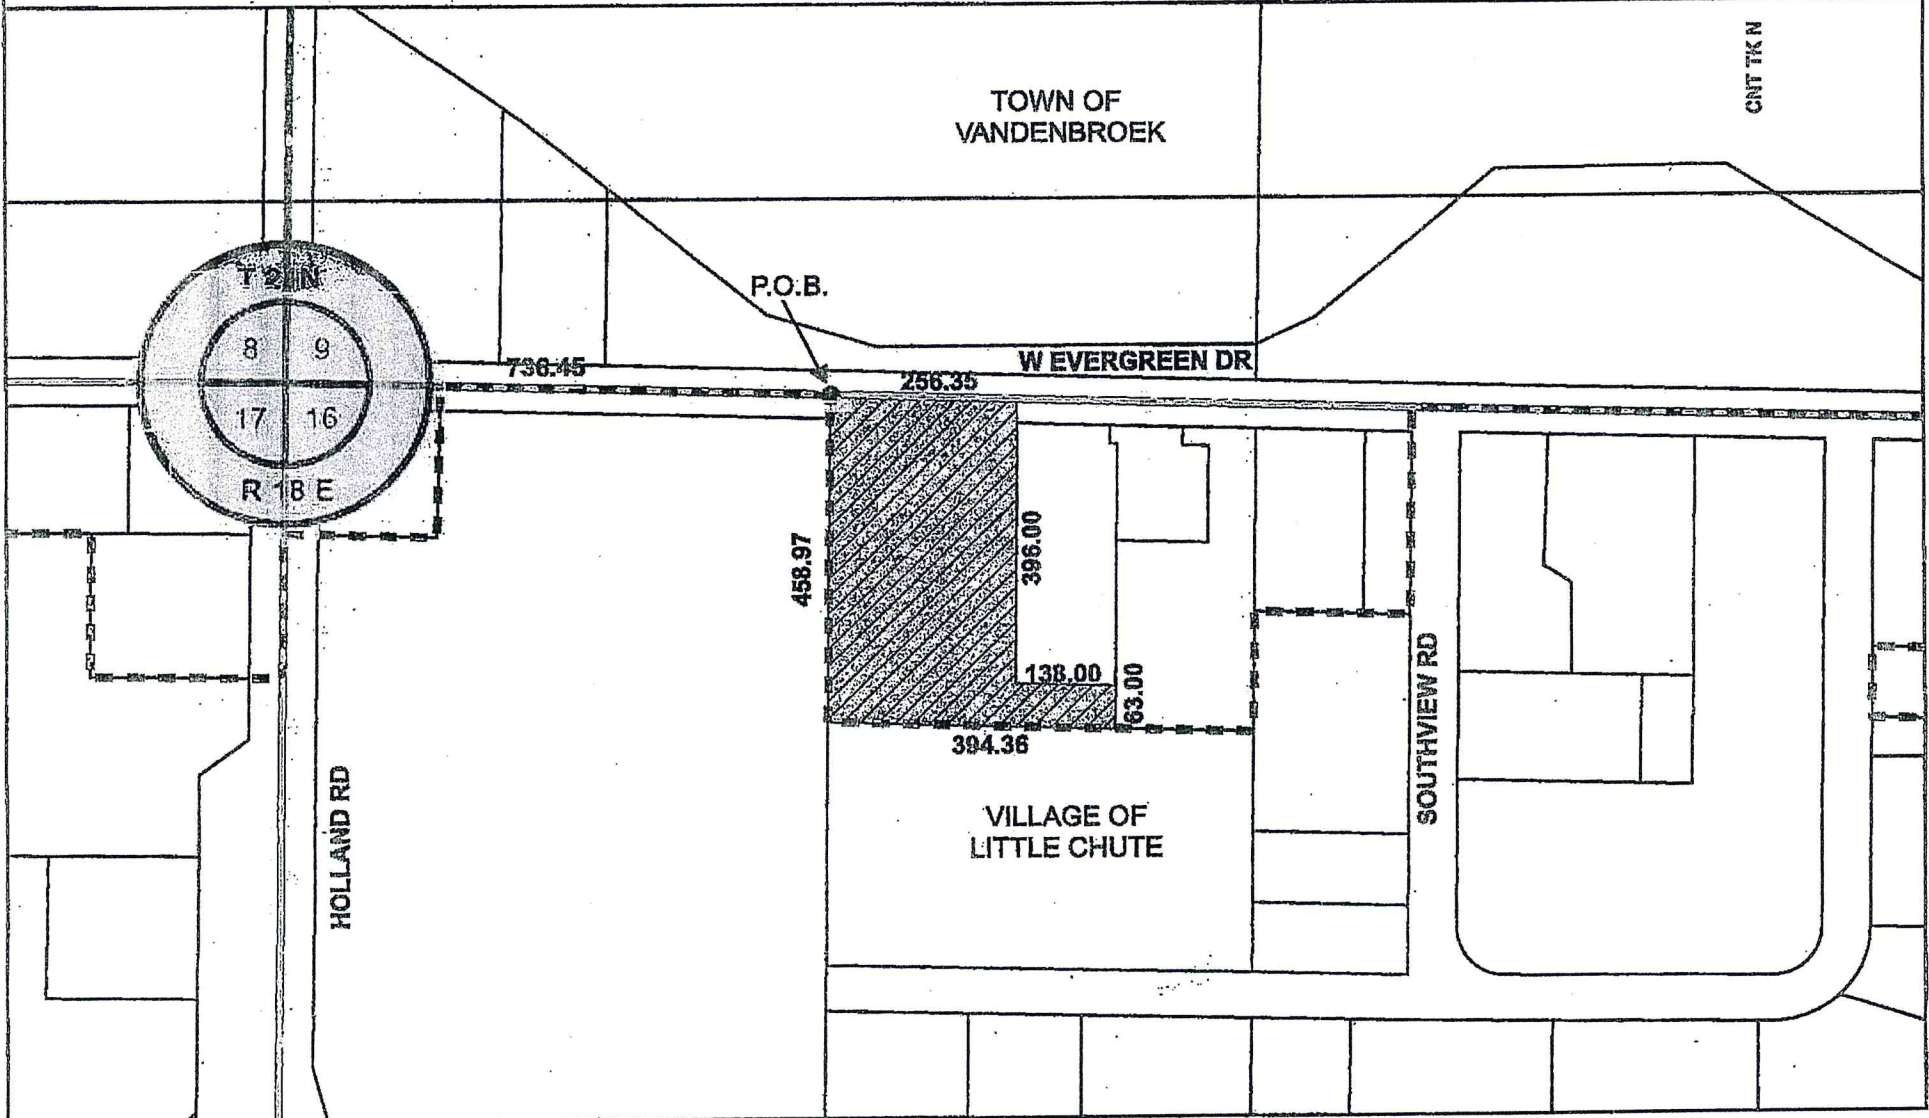 CNT TK N
TOWN OF
VANDENBROEK
P.O.B.
8 9
17 16
R 18 E
736.45
256.35
W EVERGREEN DR
458.97
396.00
138.00
63.00
394.36
SOUTHVIEW RD
HOLLAND RD
VILLAGE OF
LITTLE CHUTE